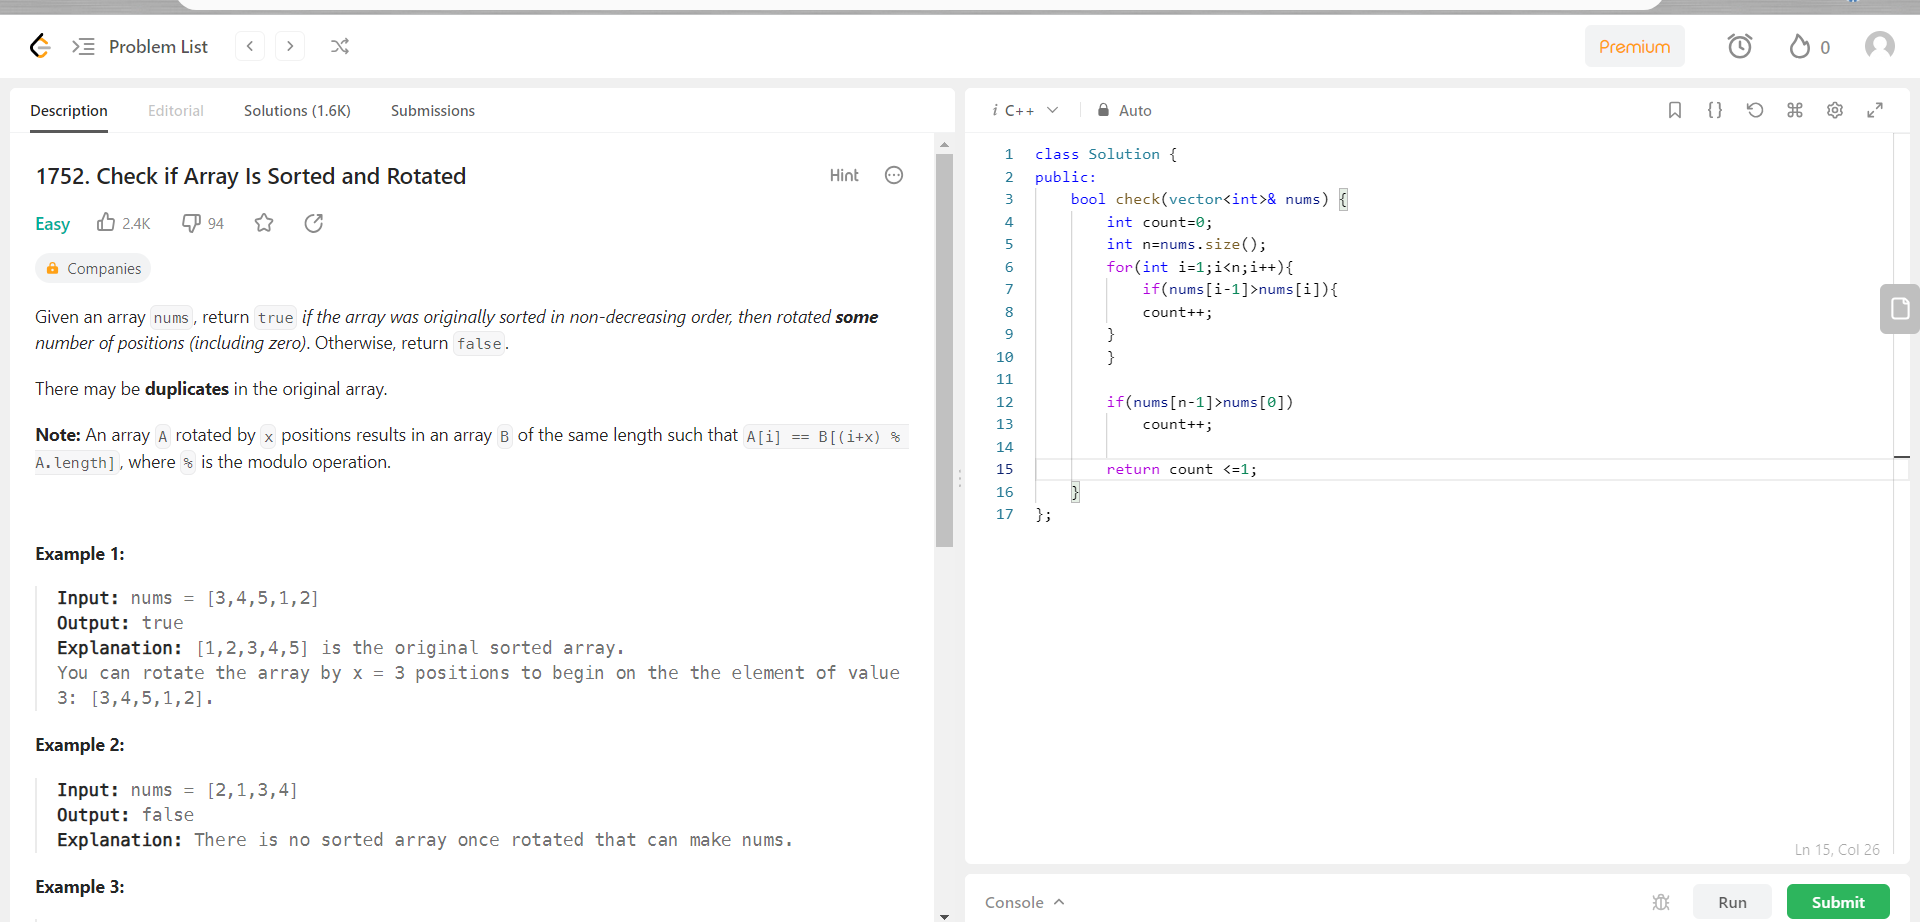 Problem List
Premium
0
Description Editorial Solutions (1.6K) Submissions
1752. Check if Array Is Sorted and Rotated
Hint
Easy 2.4K 94
Companies
Given an array nums, return true if the array was originally sorted in non-decreasing order, then rotated some
number of positions (including zero). Otherwise, return false.
There may be duplicates in the original array.
Note: An array A rotated by x positions results in an array B of the same length such that A[i] == B[(i+x) %
A.length], where % is the modulo operation.
Example 1:
Input: nums = [3,4,5,1,2]
Output: true
Explanation: [1,2,3,4,5] is the original sorted array.
You can rotate the array by x = 3 positions to begin on the the element of value
3: [3,4,5,1,2].
Example 2:
Input: nums = [2,1,3,4]
Output: false
Explanation: There is no sorted array once rotated that can make nums.
Example 3:
i C++ Auto
{}
1 class Solution {
2 public:
3 bool check(vector<int>& nums) {
4 int count=0;
5 int n=nums.size();
6 for(int i=1;i<n;i++){
7 if(nums[i-1]>nums[i]){
8 count++;
9 }
10 }
11
12 if(nums[n-1]>nums[0])
13 count++;
14
15 return count <=1;
16 }
17 };
Ln 15, Col 26
Console
Run
Submit